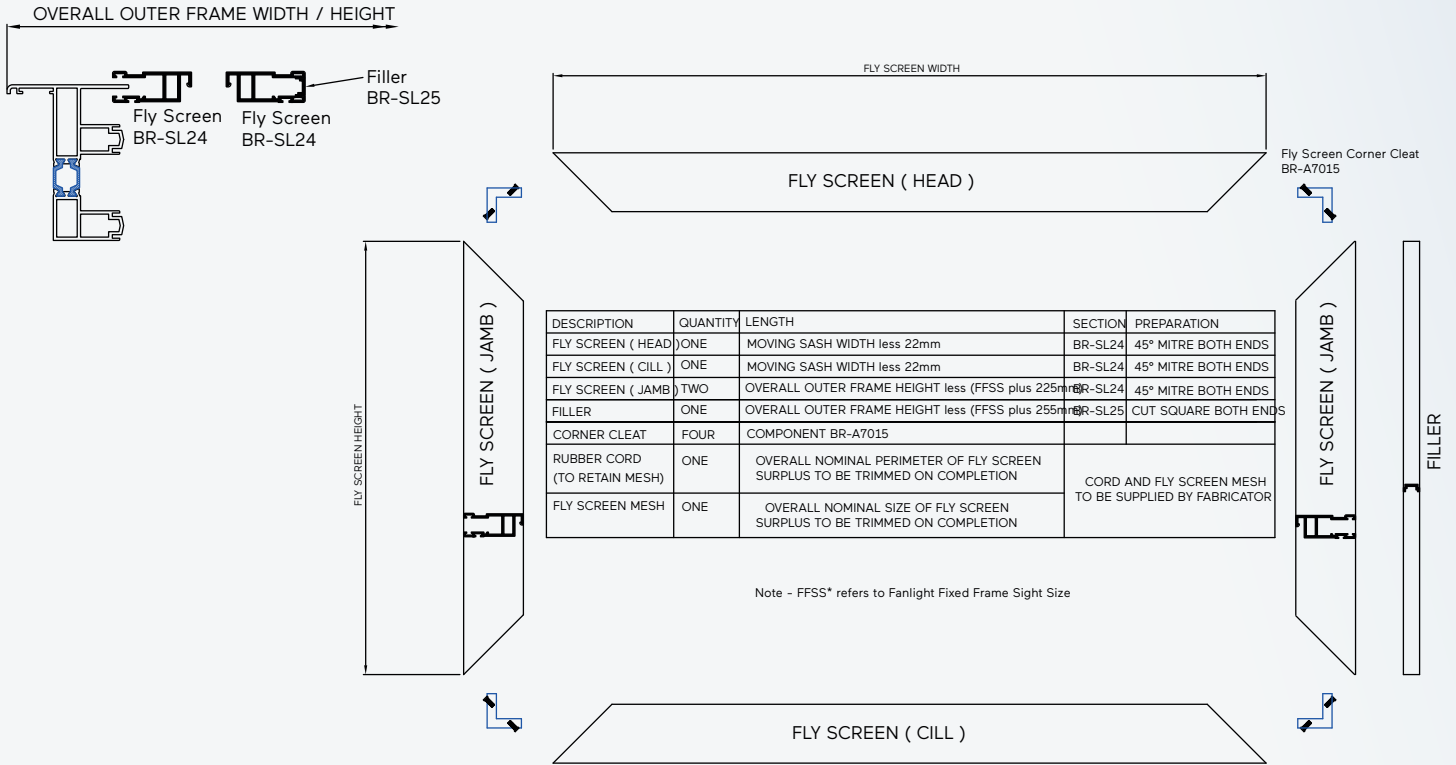 OVERALL OUTER FRAME WIDTH / HEIGHT
Filler
BR-SL25
Fly Screen
BR-SL24
Fly Screen
BR-SL24
FLY SCREEN WIDTH
Fly Screen Corner Cleat
BR-A7015
FLY SCREEN ( HEAD )
FLY SCREEN HEIGHT
FLY SCREEN ( JAMB )
DESCRIPTION QUANTITY LENGTH SECTION PREPARATION
FLY SCREEN ( HEAD ) ONE MOVING SASH WIDTH less 22mm BR-SL24 45° MITRE BOTH ENDS
FLY SCREEN ( CILL ) ONE MOVING SASH WIDTH less 22mm BR-SL24 45° MITRE BOTH ENDS
FLY SCREEN ( JAMB ) TWO OVERALL OUTER FRAME HEIGHT less (FFSS plus 225mm) BR-SL24 45° MITRE BOTH ENDS
FILLER ONE OVERALL OUTER FRAME HEIGHT less (FFSS plus 255mm) BR-SL25 CUT SQUARE BOTH ENDS
CORNER CLEAT FOUR COMPONENT BR-A7015
RUBBER CORD
(TO RETAIN MESH)
ONE
OVERALL NOMINAL PERIMETER OF FLY SCREEN
SURPLUS TO BE TRIMMED ON COMPLETION
FLY SCREEN MESH
ONE
OVERALL NOMINAL SIZE OF FLY SCREEN
SURPLUS TO BE TRIMMED ON COMPLETION
CORD AND FLY SCREEN MESH
TO BE SUPPLIED BY FABRICATOR
FLY SCREEN ( JAMB )
FILLER
Note - FFSS* refers to Fanlight Fixed Frame Sight Size
FLY SCREEN ( CILL )